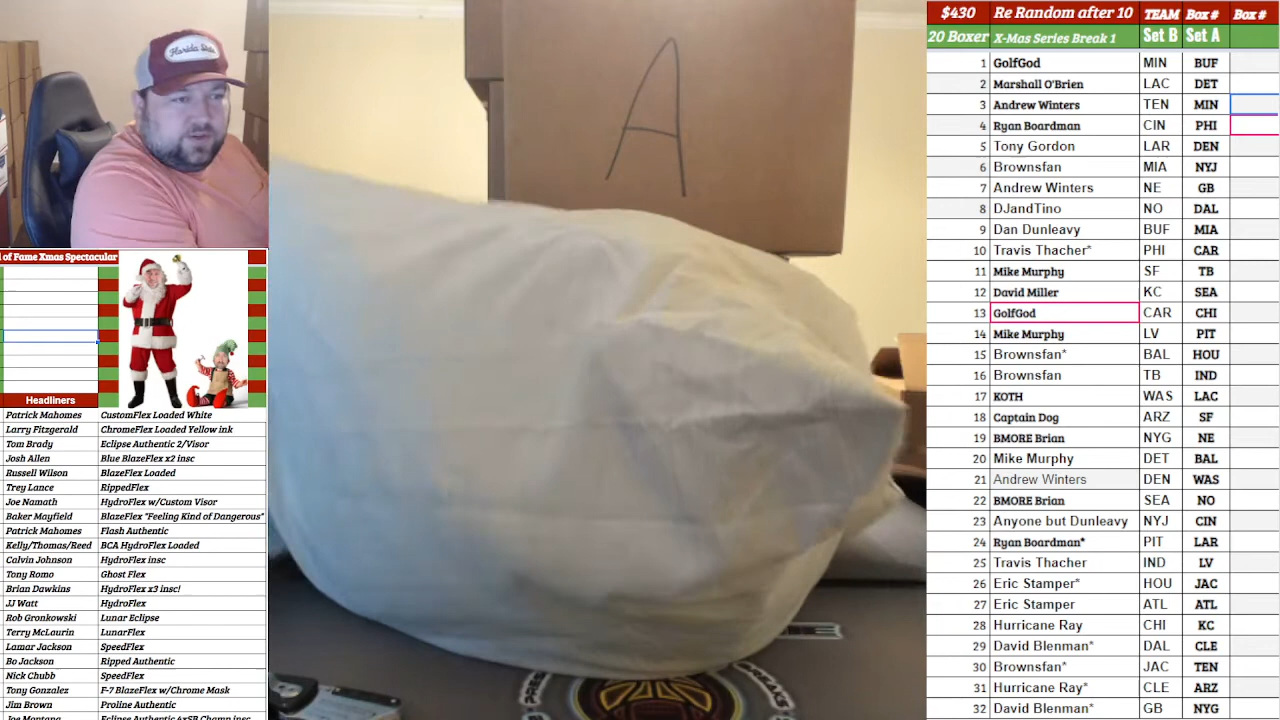 Florida State
A
of Fame Xmas Spectacular
Headliners
Patrick Mahomes CustomFlex Loaded White
Larry Fitzgerald ChromeFlex Loaded Yellow ink
Tom Brady Eclipse Authentic 2/Visor
Josh Allen Blue BlazeFlex x2 insc
Russell Wilson BlazeFlex Loaded
Trey Lance RippedFlex
Joe Namath HydroFlex w/Custom Visor
Baker Mayfield BlazeFlex "Feeling Kind of Dangerous"
Patrick Mahomes Flash Authentic
Kelly/Thomas/Reed BCA HydroFlex Loaded
Calvin Johnson HydroFlex insc
Tony Romo Ghost Flex
Brian Dawkins HydroFlex x3 insc!
JJ Watt HydroFlex
Rob Gronkowski Lunar Eclipse
Terry McLaurin LunarFlex
Lamar Jackson SpeedFlex
Bo Jackson Ripped Authentic
Nick Chubb SpeedFlex
Tony Gonzalez F-7 BlazeFlex w/Chrome Mask
Jim Brown Proline Authentic
Joe Montana Eclipse Authentic 4xSB Champ insc
$430 Re Random after 10 TEAM Box # Box #
20 Boxer X-Mas Series Break 1 Set B Set A
1 GolfGod MIN BUF
2 Marshall O'Brien LAC DET
3 Andrew Winters TEN MIN
4 Ryan Boardman CIN PHI
5 Tony Gordon LAR DEN
6 Brownsfan MIA NYJ
7 Andrew Winters NE GB
8 DJandTino NO DAL
9 Dan Dunleavy BUF MIA
10 Travis Thacher* PHI CAR
11 Mike Murphy SF TB
12 David Miller KC SEA
13 GolfGod CAR CHI
14 Mike Murphy LV PIT
15 Brownsfan* BAL HOU
16 Brownsfan TB IND
17 KOTH WAS LAC
18 Captain Dog ARZ SF
19 BMORE Brian NYG NE
20 Mike Murphy DET BAL
21 Andrew Winters DEN WAS
22 BMORE Brian SEA NO
23 Anyone but Dunleavy NYJ CIN
24 Ryan Boardman* PIT LAR
25 Travis Thacher IND LV
26 Eric Stamper* HOU JAC
27 Eric Stamper ATL ATL
28 Hurricane Ray CHI KC
29 David Blenman* DAL CLE
30 Brownsfan* JAC TEN
31 Hurricane Ray* CLE ARZ
32 David Blenman* GB NYG